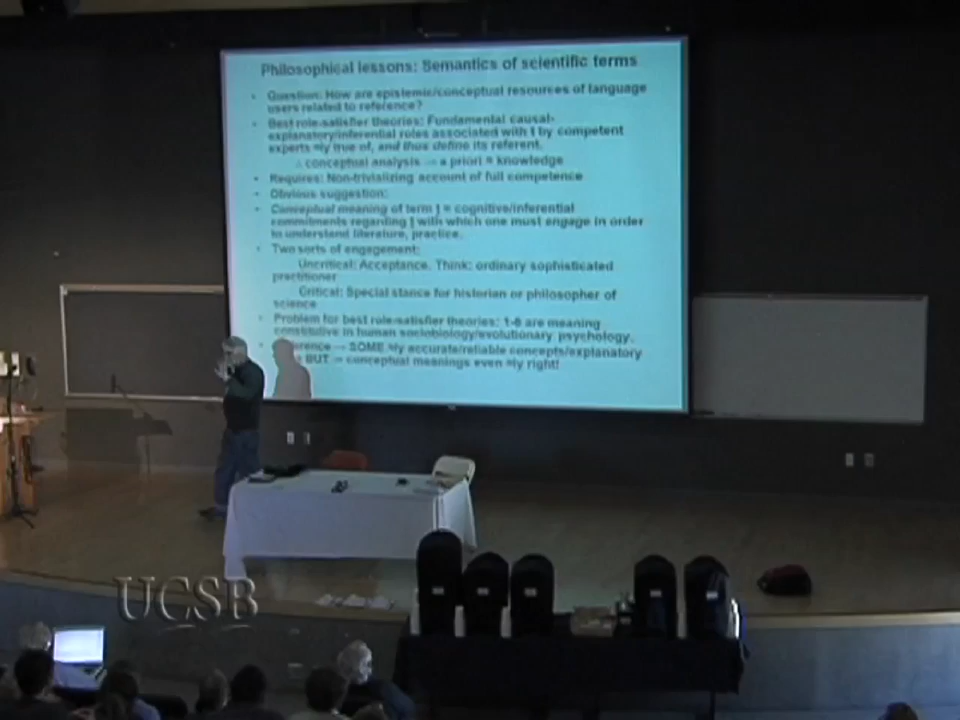 Philosophical lessons: Semantics of scientific terms
• Question: How are epistemic/conceptual resources of language
users related to reference?
• Best role-satisfier theories: Fundamental causal-
explanatory/inferential roles associated with t by competent
experts ≈ly true of, and thus define its referent.
∴ conceptual analysis → a priori ≈ knowledge
• Requires: Non-trivializing account of full competence
• Obvious suggestion:
• Conceptual meaning of term t = cognitive/inferential
commitments regarding t with which one must engage in order
to understand literature, practice.
• Two sorts of engagement:
Uncritical: Acceptance. Think: ordinary sophisticated
practitioner
Critical: Special stance for historian or philosopher of
science
• Problem for best role-satisfier theories: 1-6 are meaning
constitutive in human sociobiology/evolutionary psychology.
SOME ≈ly accurate/reliable concepts/explanatory
BUT conceptual meanings even ≈ly right!
UCSB